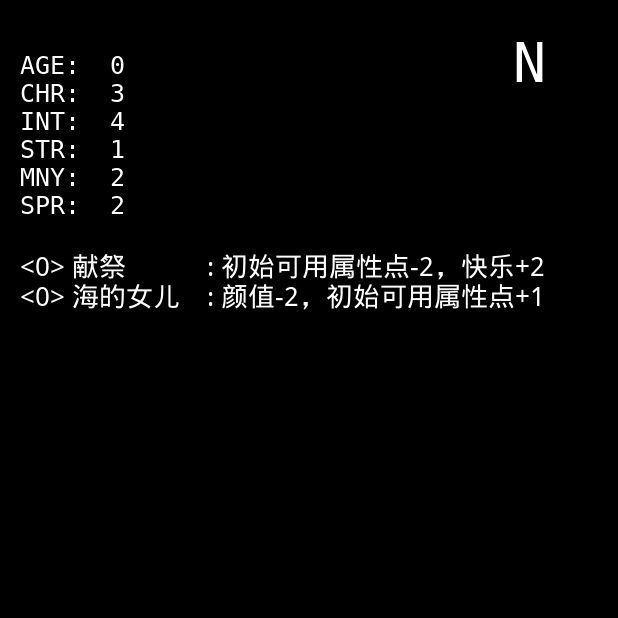 N
AGE: 0
CHR: 3
INT: 4
STR: 1
MNY: 2
SPR: 2
<O> 献祭 : 初始可用属性点-2，快乐+2
<O> 海的女儿 : 颜值-2，初始可用属性点+1